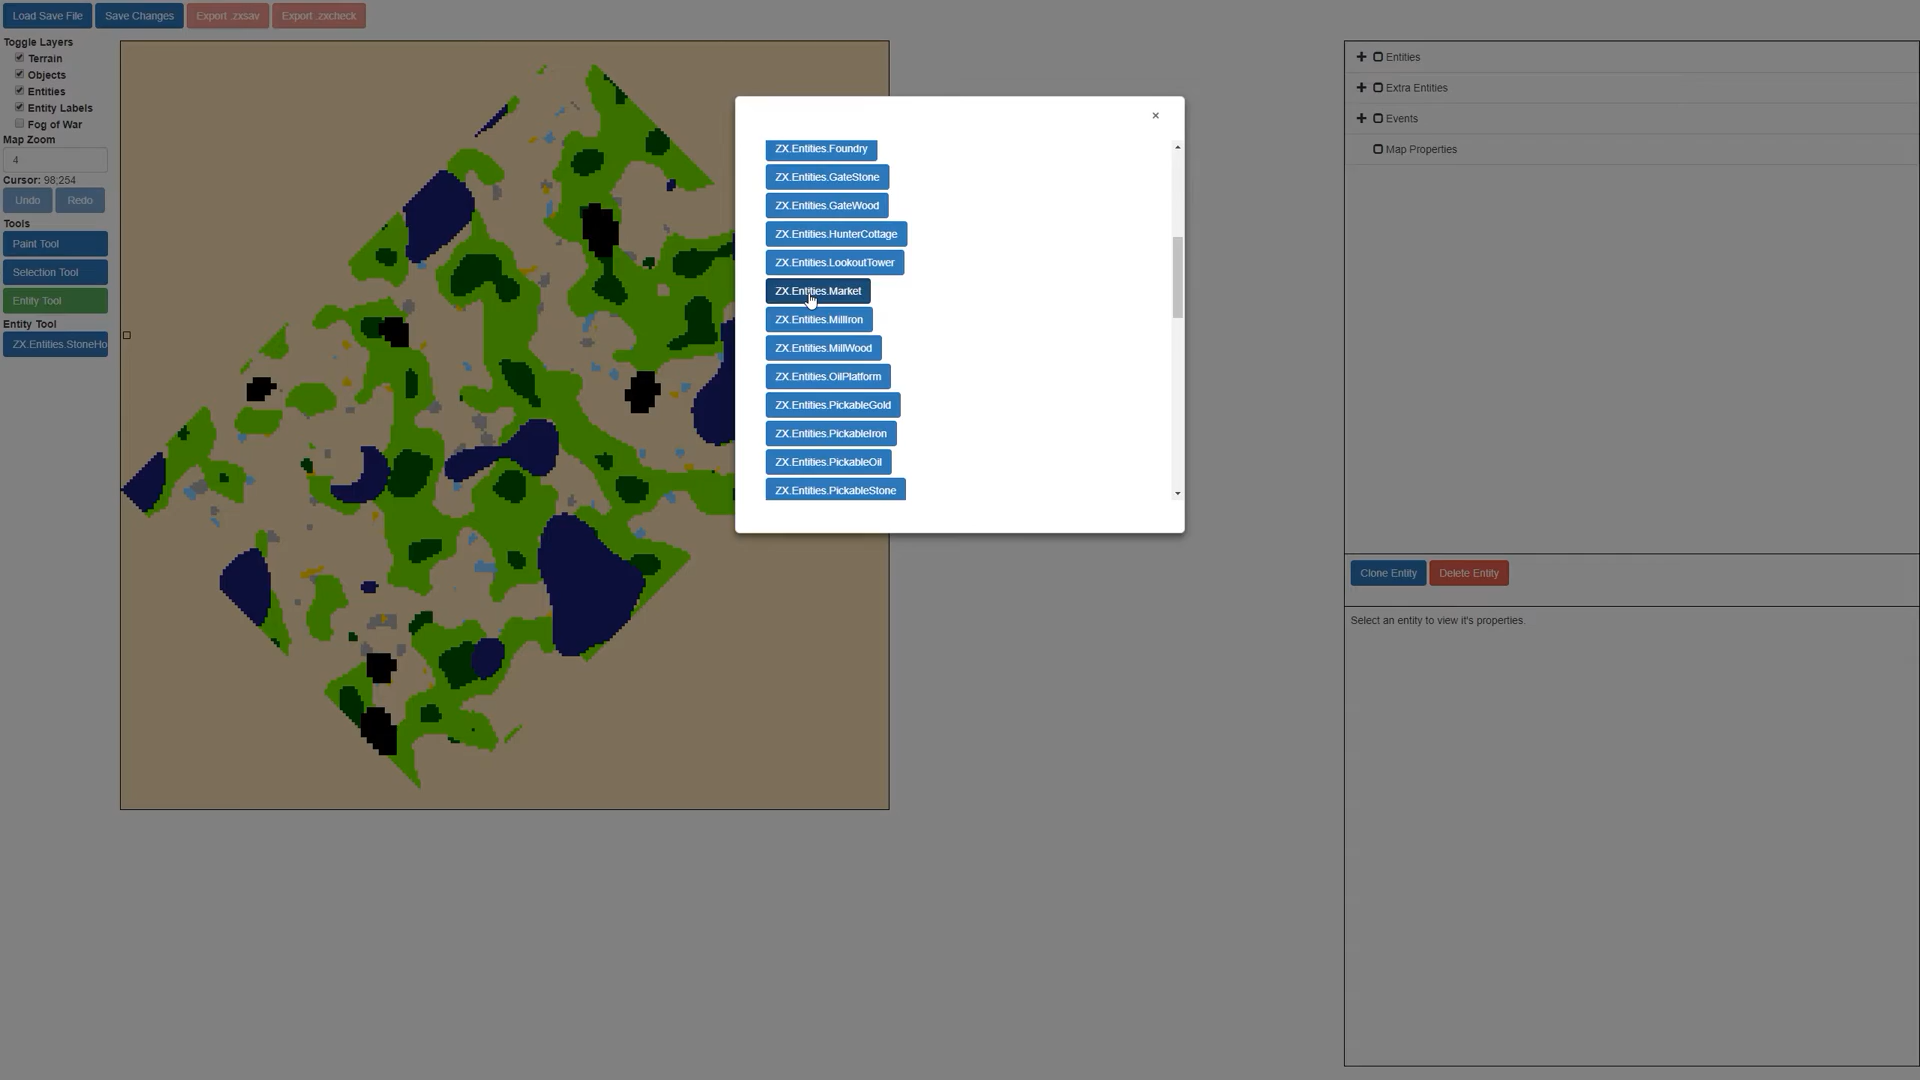 Load Save File
Save Changes
Export .zxsav
Export .zxcheck
Toggle Layers
Terrain
Objects
Entities
Entity Labels
Fog of War
Map Zoom
4
Cursor: 98;254
Undo
Redo
Tools
Paint Tool
Selection Tool
Entity Tool
Entity Tool
ZX.Entities.StoneHo
×
ZX.Entities.Foundry
ZX.Entities.GateStone
ZX.Entities.GateWood
ZX.Entities.HunterCottage
ZX.Entities.LookoutTower
ZX.Entities.Market
ZX.Entities.MillIron
ZX.Entities.MillWood
ZX.Entities.OilPlatform
ZX.Entities.PickableGold
ZX.Entities.PickableIron
ZX.Entities.PickableOil
ZX.Entities.PickableStone
Entities
Extra Entities
Events
Map Properties
Clone Entity
Delete Entity
Select an entity to view it's properties.